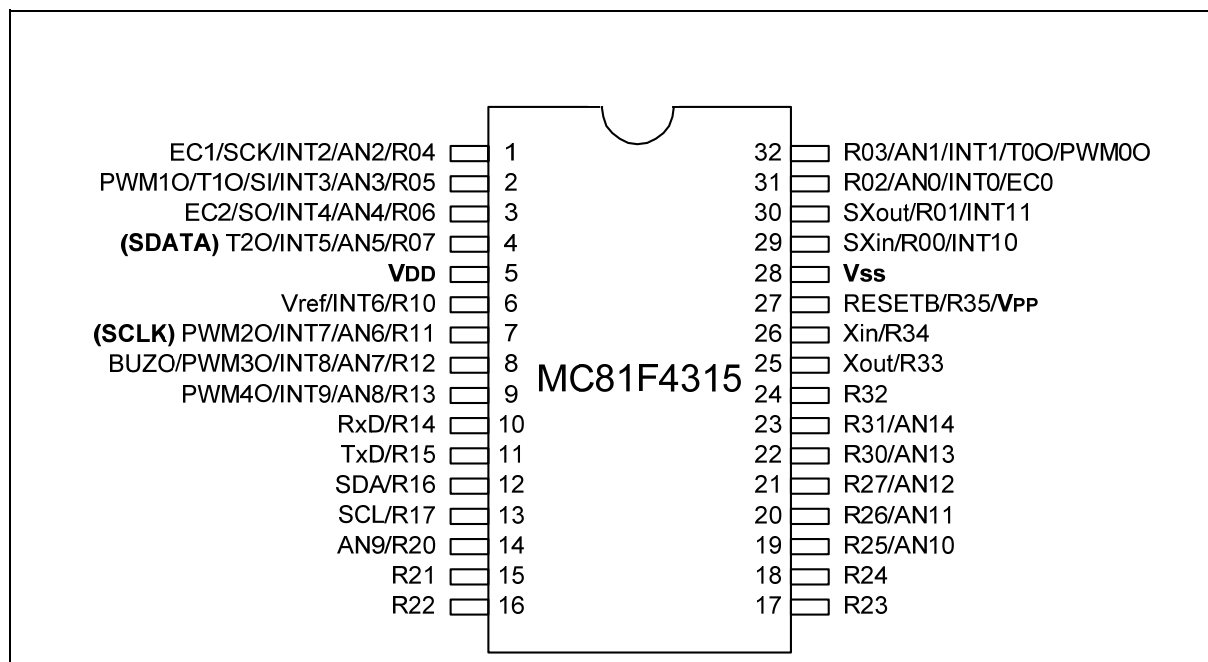 EC1/SCK/INT2/AN2/R04 1 32 R03/AN1/INT1/T0O/PWM0O
PWM1O/T1O/SI/INT3/AN3/R05 2 31 R02/AN0/INT0/EC0
EC2/SO/INT4/AN4/R06 3 30 SXout/R01/INT11
(SDATA) T2O/INT5/AN5/R07 4 29 SXin/R00/INT10
VDD 5 28 Vss
Vref/INT6/R10 6 27 RESETB/R35/VPP
(SCLK) PWM2O/INT7/AN6/R11 7 26 Xin/R34
BUZO/PWM3O/INT8/AN7/R12 8 25 Xout/R33
MC81F4315
PWM4O/INT9/AN8/R13 9 24 R32
RxD/R14 10 23 R31/AN14
TxD/R15 11 22 R30/AN13
SDA/R16 12 21 R27/AN12
SCL/R17 13 20 R26/AN11
AN9/R20 14 19 R25/AN10
R21 15 18 R24
R22 16 17 R23